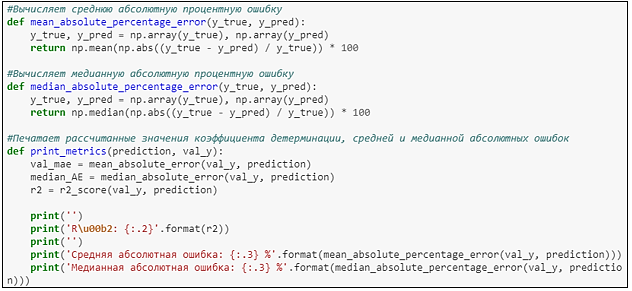 #Вычисляет среднюю абсолютную процентную ошибку
def mean_absolute_percentage_error(y_true, y_pred):
    y_true, y_pred = np.array(y_true), np.array(y_pred)
    return np.mean(np.abs((y_true - y_pred) / y_true)) * 100

#Вычисляет медианную абсолютную процентную ошибку
def median_absolute_percentage_error(y_true, y_pred):
    y_true, y_pred = np.array(y_true), np.array(y_pred)
    return np.median(np.abs((y_true - y_pred) / y_true)) * 100

#Печатает рассчитанные значения коэффициента детерминации, средней и медианной абсолютных ошибок
def print_metrics(prediction, val_y):
    val_mae = mean_absolute_error(val_y, prediction)
    median_AE = median_absolute_error(val_y, prediction)
    r2 = r2_score(val_y, prediction)

    print('')
    print('R\u00b2: {:.2}'.format(r2))
    print('')
    print('Средняя абсолютная ошибка: {:.3} %'.format(mean_absolute_percentage_error(val_y, prediction)))
    print('Медианная абсолютная ошибка: {:.3} %'.format(median_absolute_percentage_error(val_y, predictio
n)))